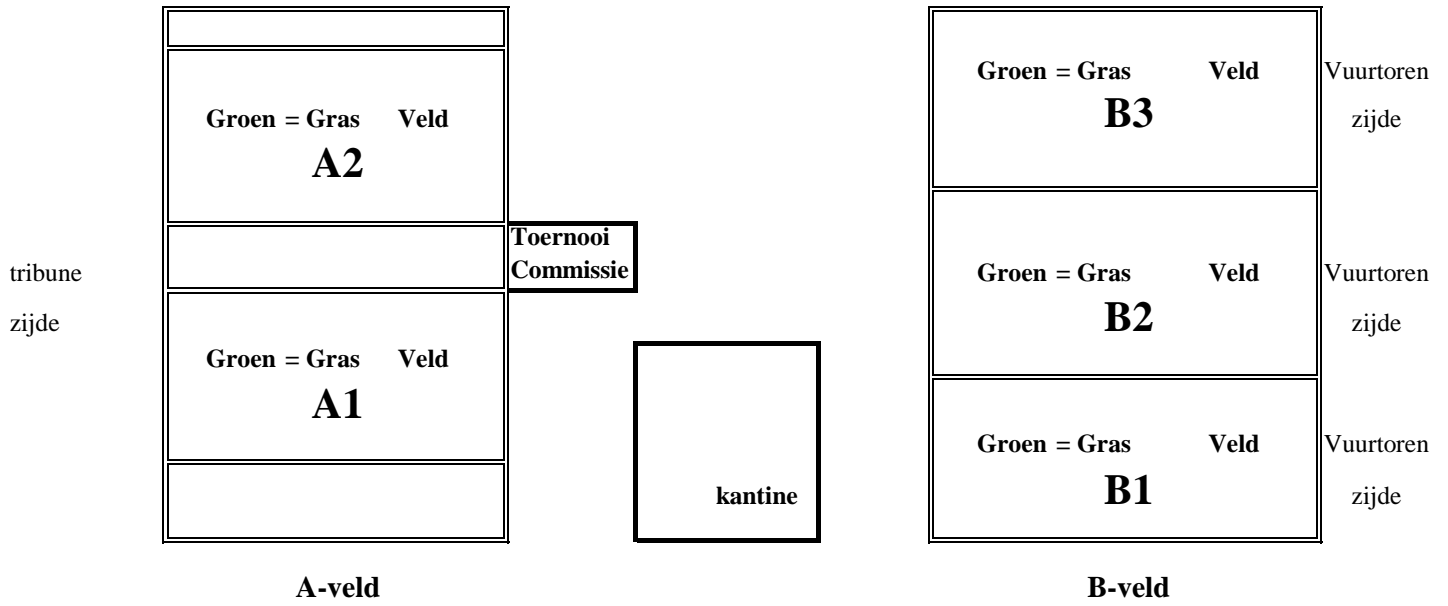 Groen = Gras Veld
A2
Toernooi
Commissie
tribune
zijde
Groen = Gras Veld
A1
kantine
A-veld
Groen = Gras Veld
B3
Vuurtoren
zijde
Groen = Gras Veld
B2
Vuurtoren
zijde
Groen = Gras Veld
B1
Vuurtoren
zijde
B-veld